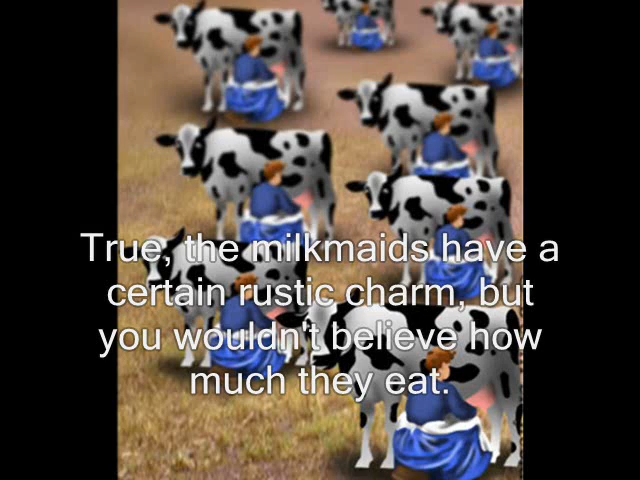 True, the milkmaids have a
certain rustic charm, but
you wouldn't believe how
much they eat.